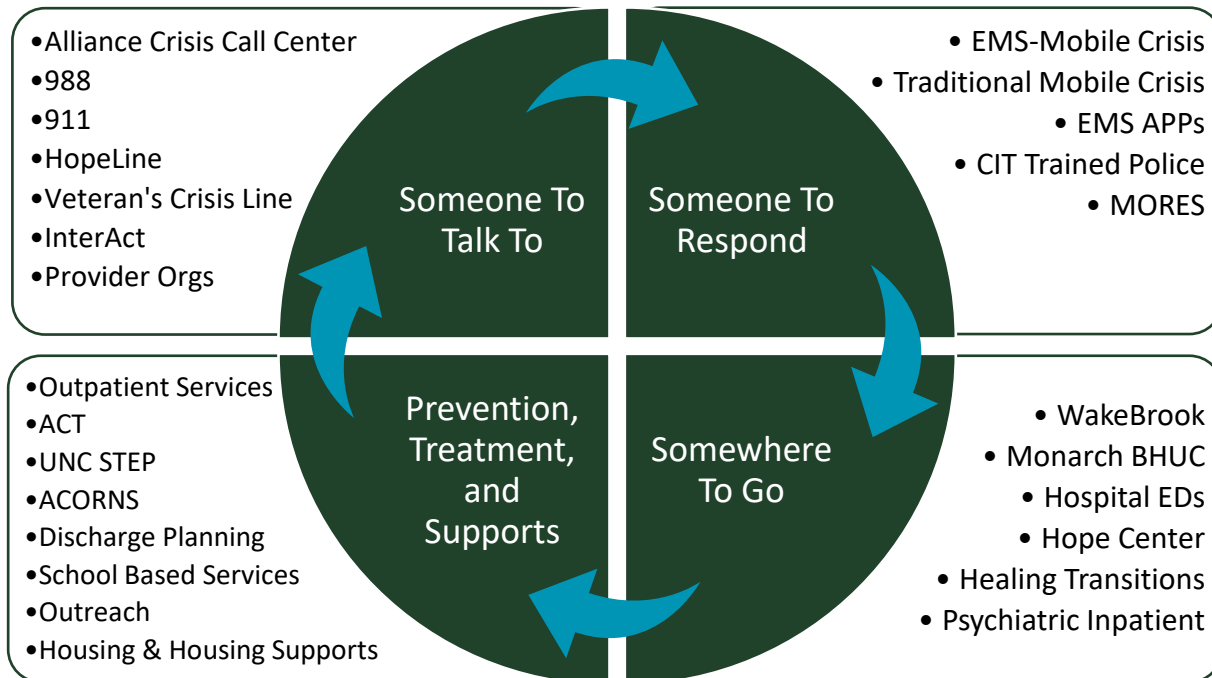 •Alliance Crisis Call Center
•988
•911
•HopeLine
•Veteran's Crisis Line
•InterAct
•Provider Orgs
Someone To
Talk To
Someone To
Respond
• EMS-Mobile Crisis
• Traditional Mobile Crisis
• EMS APPs
• CIT Trained Police
• MORES
•Outpatient Services
•ACT
•UNC STEP
•ACORNS
•Discharge Planning
•School Based Services
•Outreach
•Housing & Housing Supports
Prevention,
Treatment,
and
Supports
Somewhere
To Go
• WakeBrook
• Monarch BHUC
• Hospital EDs
• Hope Center
• Healing Transitions
• Psychiatric Inpatient